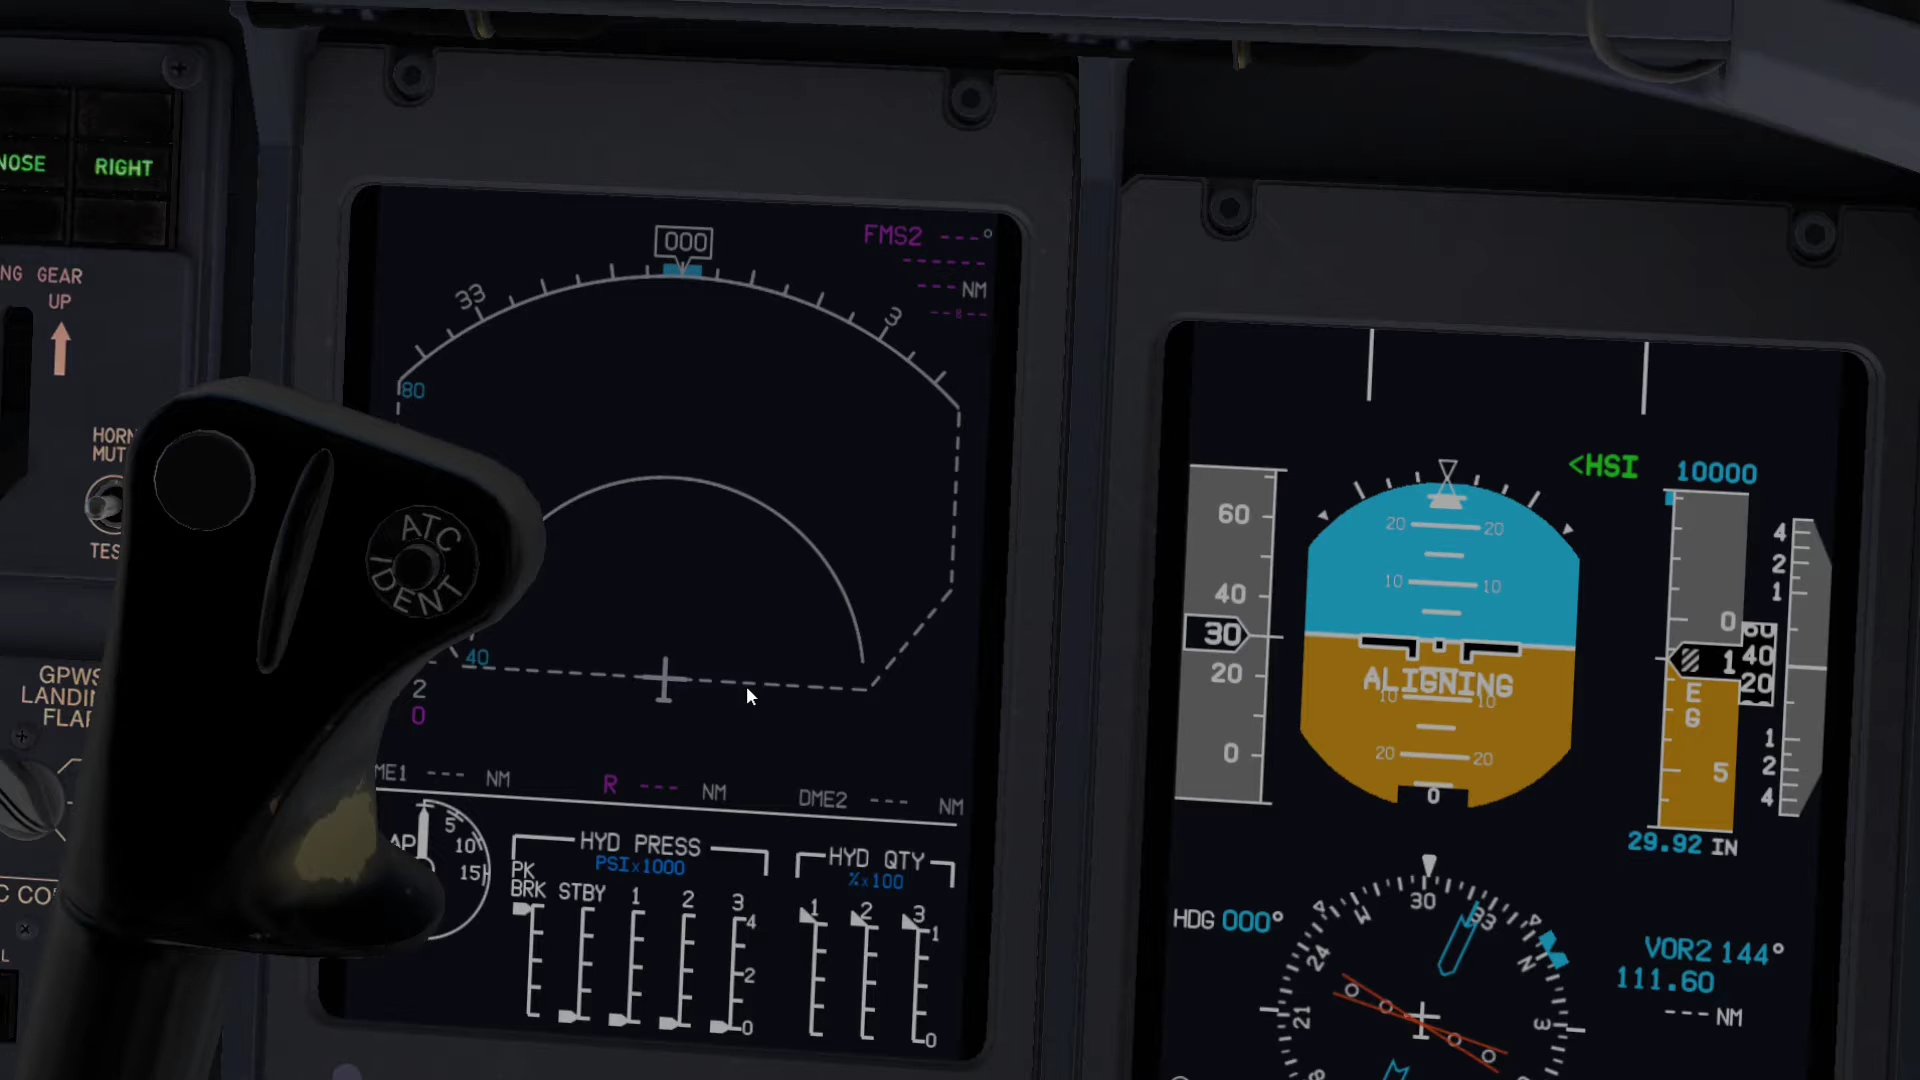 NOSE RIGHT
NG GEAR
UP
HORN
MUT
TES
GPWS
LANDIN
FLAP
C CO
L
ATC
IDENT
000
33
3
FMS2 ---°
------
--- NM
80
40
2
0
ME1 --- NM
R --- NM
DME2 --- NM
AP
5
10
15
HYD PRESS
PSIx1000
PK
BRK STBY 1 2 3
4
2
0
HYD QTY
%x100
1 2 3
1
0
<HSI 10000
60
40
30
20
0
20 20
10 10
ALIGNING
10 10
20 20
0
0
1
60
40
20
E
G
5
4
2
1
1
2
4
29.92 IN
HDG 000°
30
33
W
N
24
21
3
VOR2 144°
111.60
--- NM